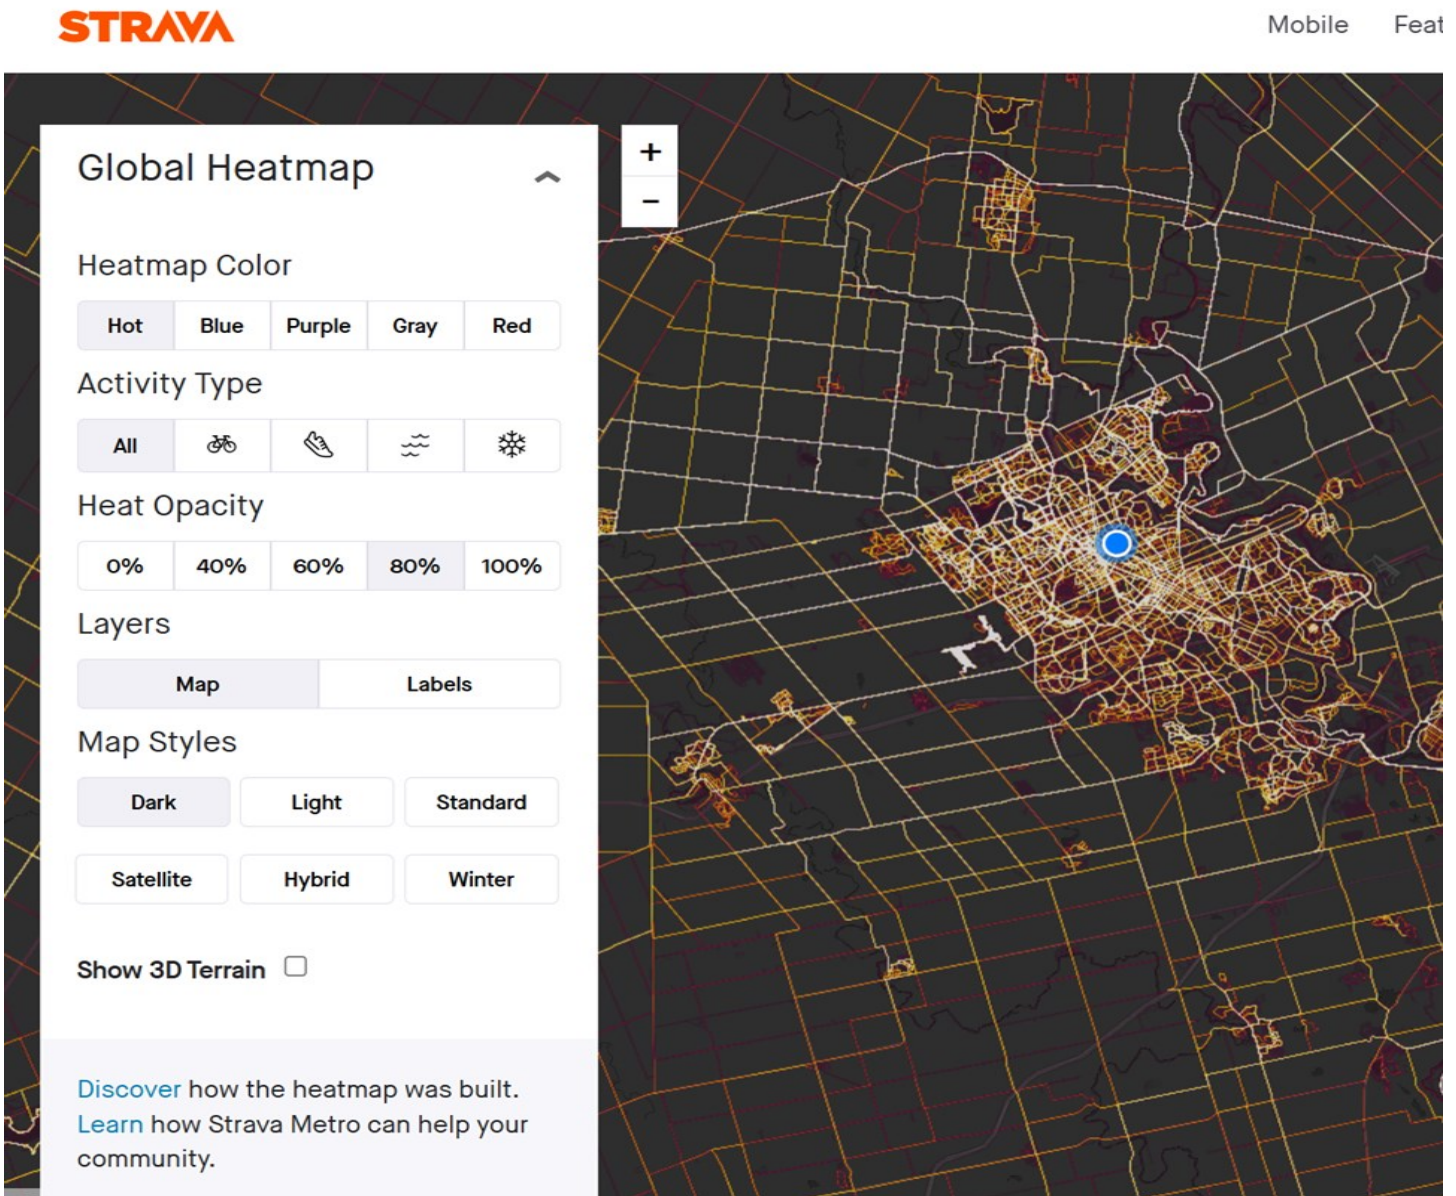 STRAVA
Mobile Feat
Global Heatmap
+
−
Heatmap Color
Hot Blue Purple Gray Red
Activity Type
All
Heat Opacity
0% 40% 60% 80% 100%
Layers
Map Labels
Map Styles
Dark Light Standard
Satellite Hybrid Winter
Show 3D Terrain
Discover how the heatmap was built.
Learn how Strava Metro can help your
community.